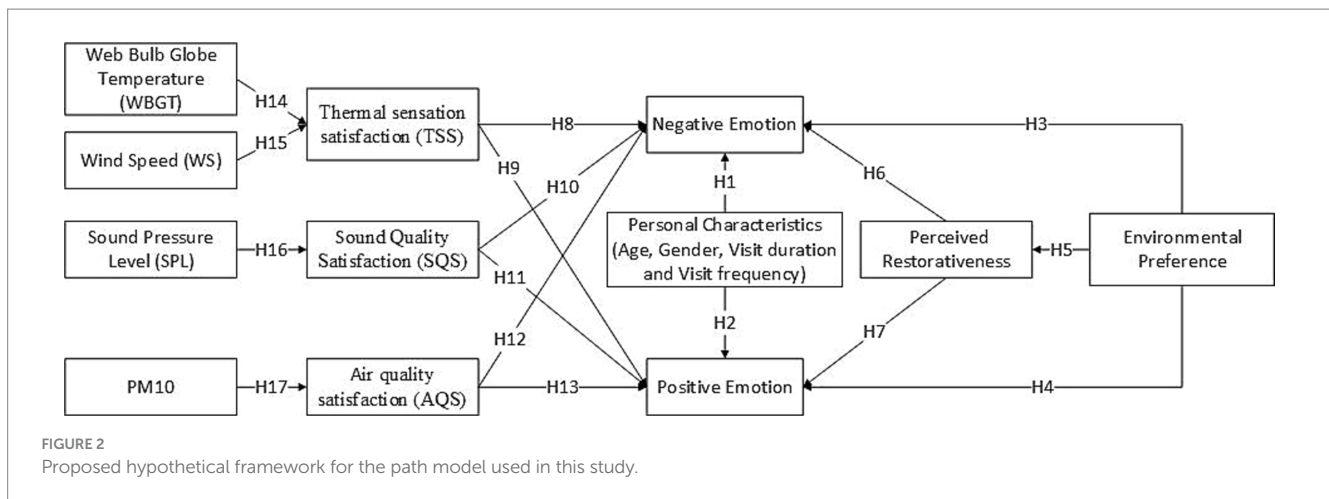 Web Bulb Globe
Temperature
(WBGT)
H14
Thermal sensation
satisfaction (TSS)
H8
Negative Emotion
H3
Wind Speed (WS)
H15
H9
H10
H1
H6
Sound Pressure
Level (SPL)
H16
Sound Quality
Satisfaction (SQS)
H11
Personal Characteristics
(Age, Gender, Visit duration
and Visit frequency)
Perceived
Restorativeness
H5
Environmental
Preference
H12
H2
H7
PM10
H17
Air quality
satisfaction (AQS)
H13
Positive Emotion
H4
FIGURE 2
Proposed hypothetical framework for the path model used in this study.